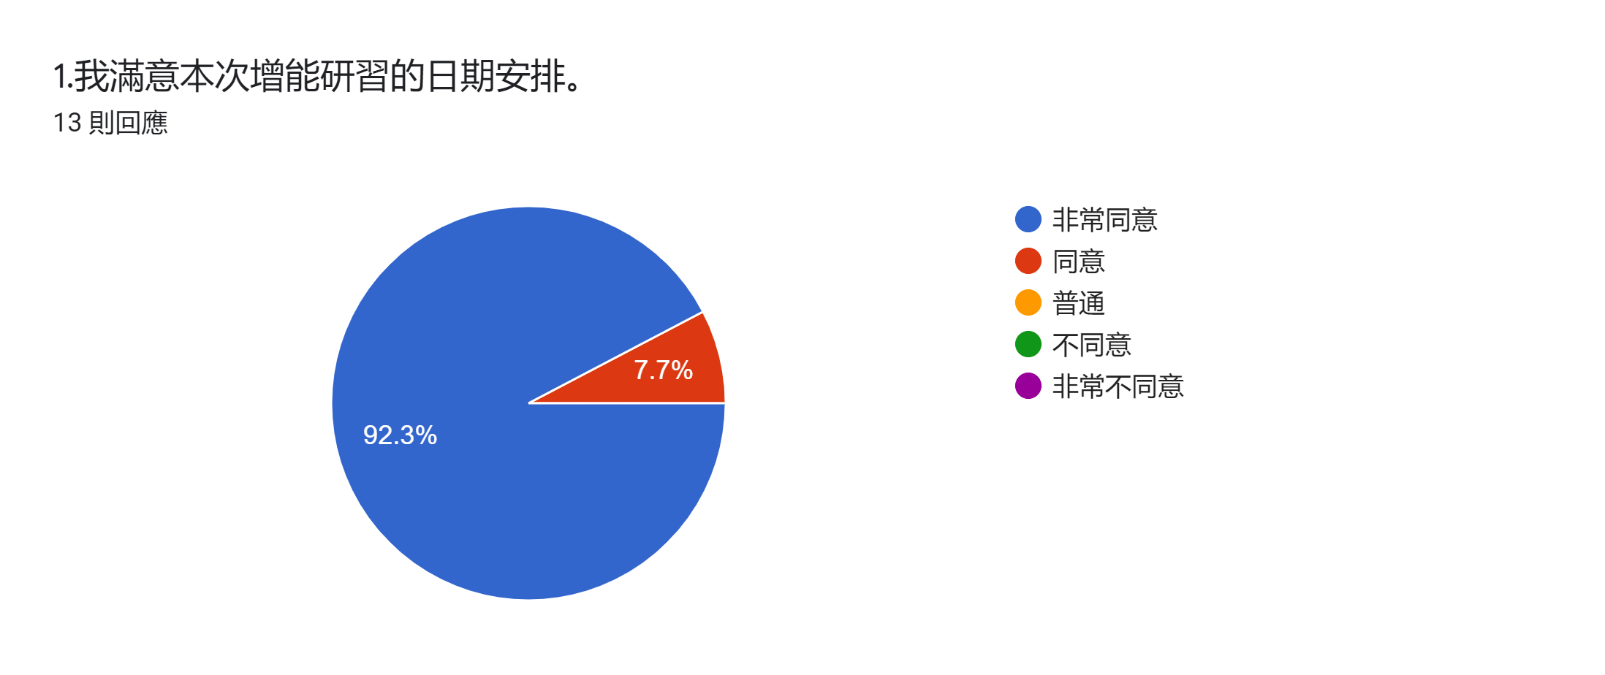 1.我滿意本次增能研習的日期安排。
13 則回應
非常同意
同意
普通
不同意
非常不同意
7.7%
92.3%